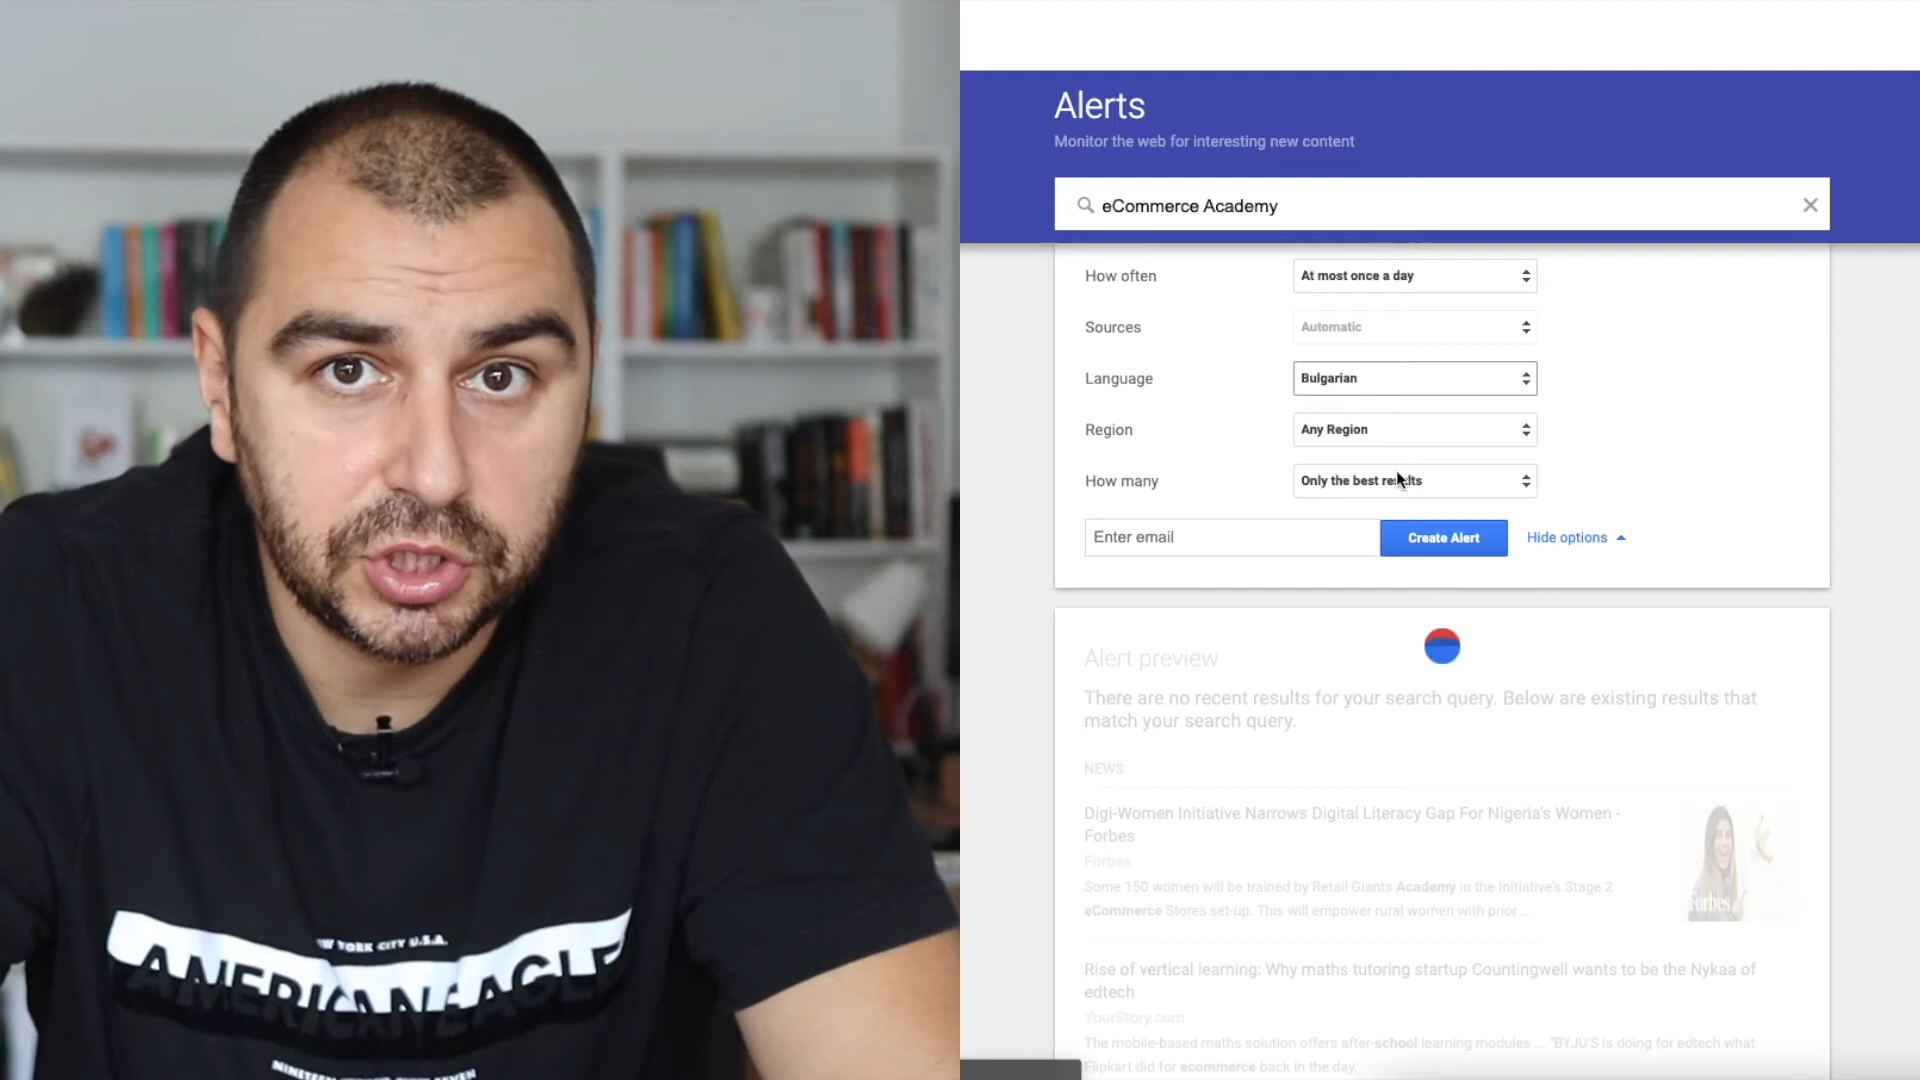 Alerts
Monitor the web for interesting new content
eCommerce Academy
How often At most once a day
Sources Automatic
Language Bulgarian
Region Any Region
How many Only the best results
Enter email Create Alert Hide options
Alert preview
There are no recent results for your search query. Below are existing results that
match your search query.
NEWS
Digi-Women Initiative Narrows Digital Literacy Gap For Nigeria's Women -
Forbes
Forbes
Some 150 women will be trained by Retail Giants Academy in the Initiative's Stage 2
eCommerce Stores set-up. This will empower rural women with prior ...
Forbes
Rise of vertical learning: Why maths tutoring startup Countingwell wants to be the Nykaa of
edtech
YourStory.com
The mobile-based maths solution offers after-school learning modules ... "BYJU'S is doing for edtech what
Flipkart did for ecommerce back in the day.
NEW YORK CITY U.S.A.
AMERICAN EAGLE